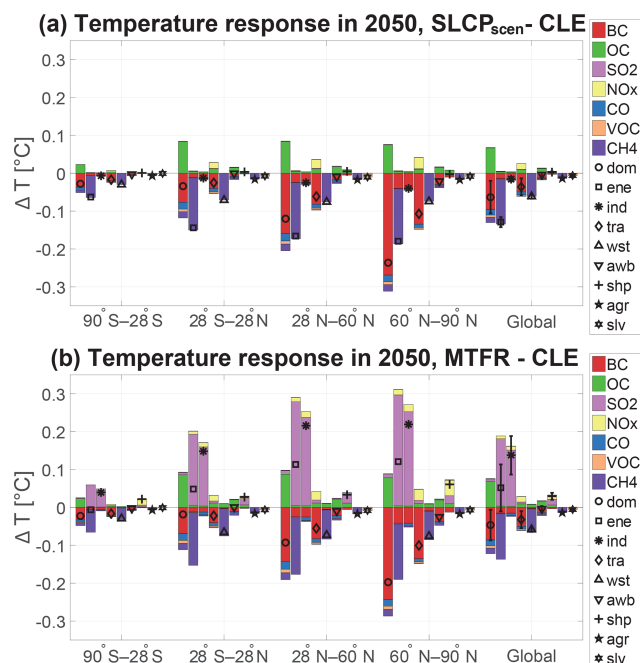 (a) Temperature response in 2050, SLCPscen- CLE
ΔT [°C]
0.3
0.2
0.1
0
-0.1
-0.2
-0.3
90°S–28°S
28°S–28°N
28°N–60°N
60°N–90°N
Global
BC
OC
SO2
NOx
CO
VOC
CH4
dom
ene
ind
tra
wst
awb
shp
agr
slv
(b) Temperature response in 2050, MTFR - CLE
ΔT [°C]
0.3
0.2
0.1
0
-0.1
-0.2
-0.3
90°S–28°S
28°S–28°N
28°N–60°N
60°N–90°N
Global
BC
OC
SO2
NOx
CO
VOC
CH4
dom
ene
ind
tra
wst
awb
shp
agr
slv